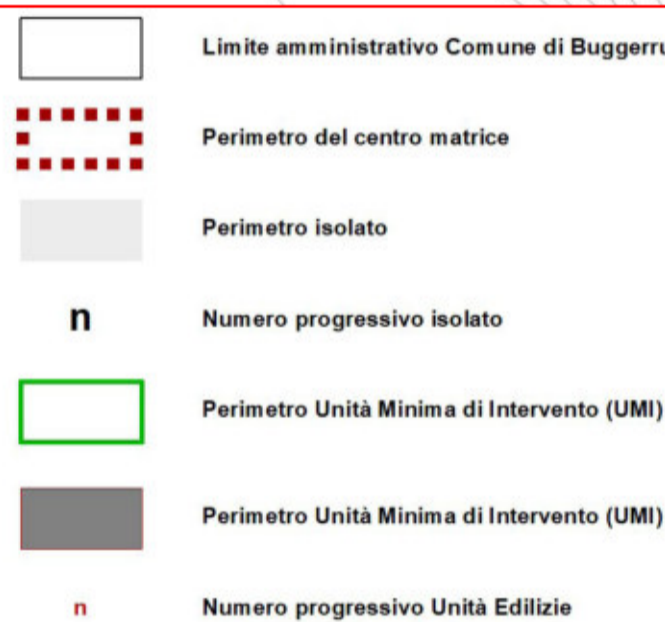 Limite amministrativo Comune di Buggerru
Perimetro del centro matrice
Perimetro isolato
n Numero progressivo isolato
Perimetro Unità Minima di Intervento (UMI)
Perimetro Unità Minima di Intervento (UMI)
n Numero progressivo Unità Edilizie